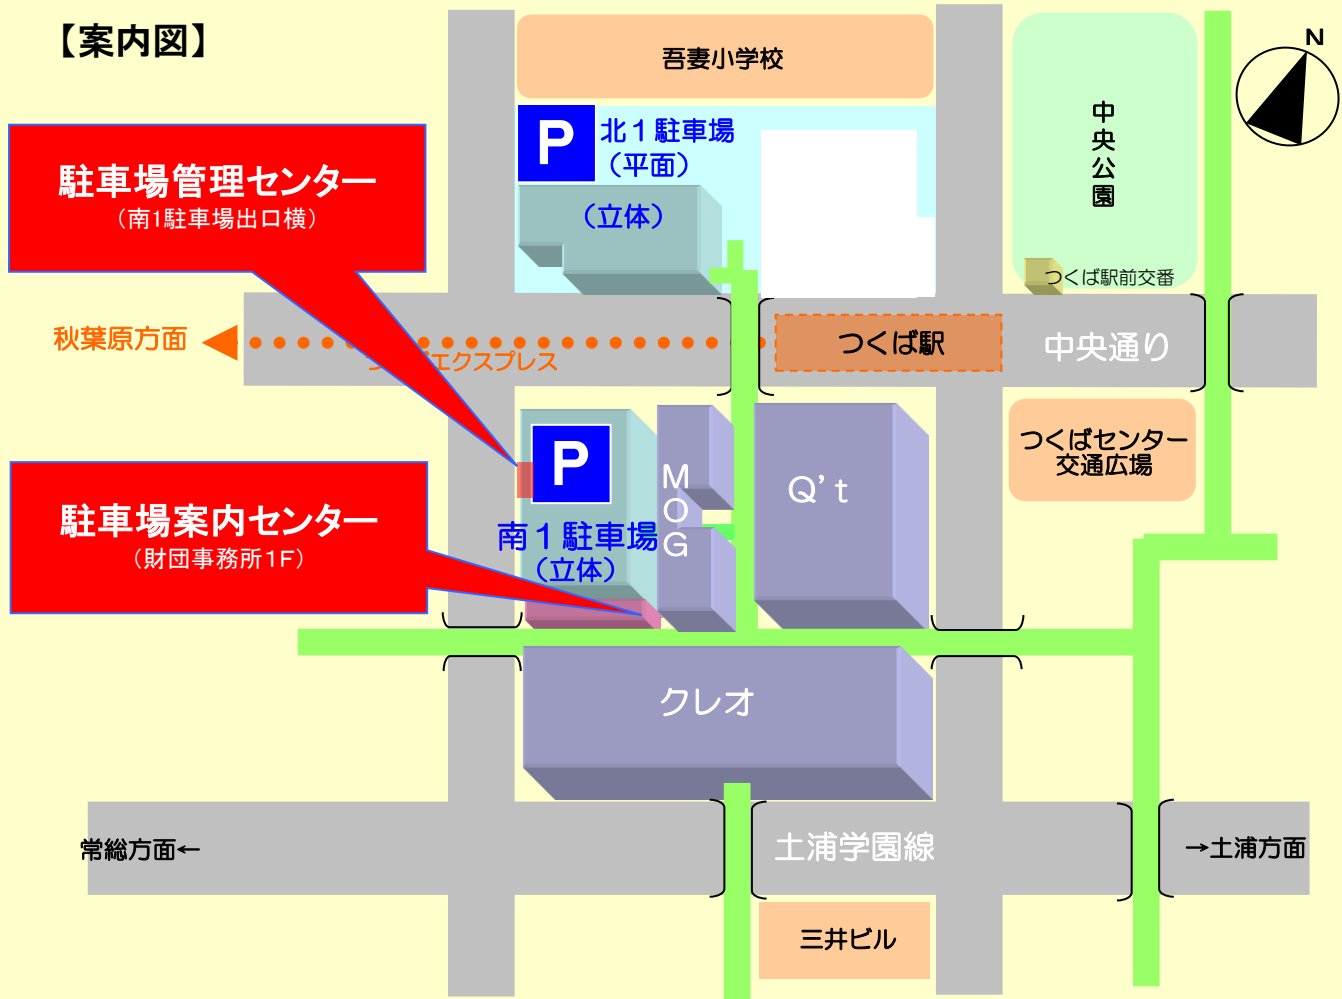 【案内図】
吾妻小学校
N
中央公園
P
北１駐車場
（平面）
（立体）
駐車場管理センター
（南1駐車場出口横）
つくば駅前交番
秋葉原方面
エクスプレス
つくば駅
中央通り
つくばセンター
交通広場
P
南１駐車場
（立体）
MOG
Q't
駐車場案内センター
（財団事務所1F）
クレオ
常総方面←
土浦学園線
→土浦方面
三井ビル